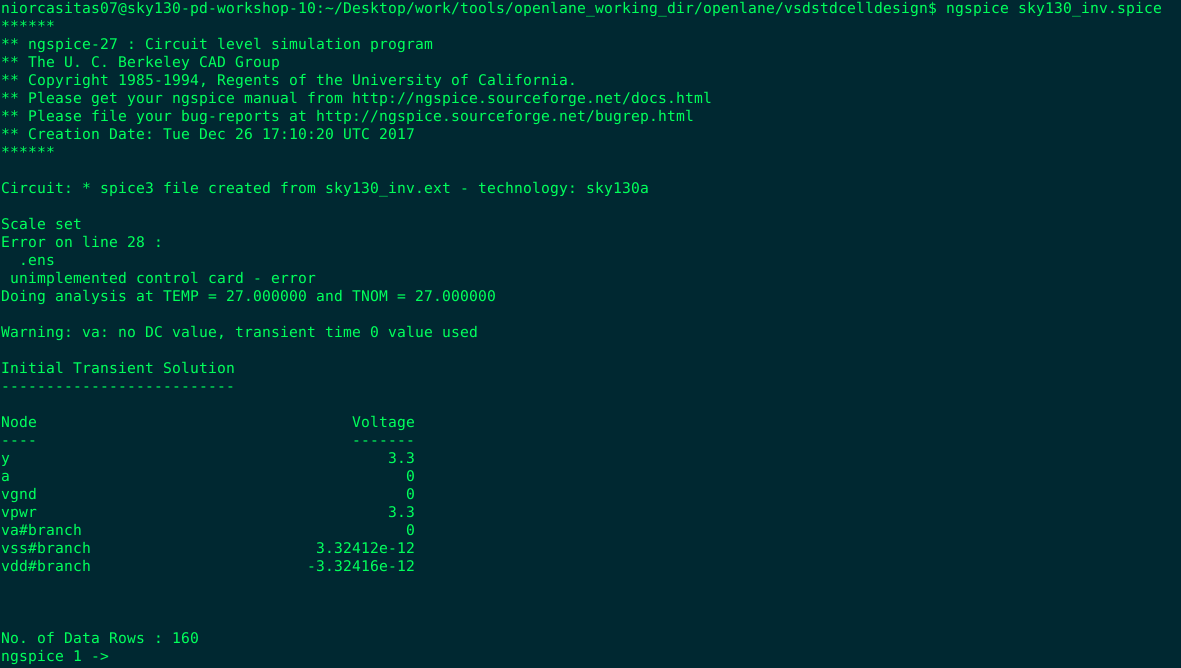 niorcasitas07@sky130-pd-workshop-10:~/Desktop/work/tools/openlane_working_dir/openlane/vsdstdcelldesign$ ngspice sky130_inv.spice
******
** ngspice-27 : Circuit level simulation program
** The U. C. Berkeley CAD Group
** Copyright 1985-1994, Regents of the University of California.
** Please get your ngspice manual from http://ngspice.sourceforge.net/docs.html
** Please file your bug-reports at http://ngspice.sourceforge.net/bugrep.html
** Creation Date: Tue Dec 26 17:10:20 UTC 2017
******
Circuit: * spice3 file created from sky130_inv.ext - technology: sky130a
Scale set
Error on line 28 :
.ens
unimplemented control card - error
Doing analysis at TEMP = 27.000000 and TNOM = 27.000000
Warning: va: no DC value, transient time 0 value used
Initial Transient Solution
--------------------------
Node Voltage
---- -------
y 3.3
a 0
vgnd 0
vpwr 3.3
va#branch 0
vss#branch 3.32412e-12
vdd#branch -3.32416e-12
No. of Data Rows : 160
ngspice 1 ->